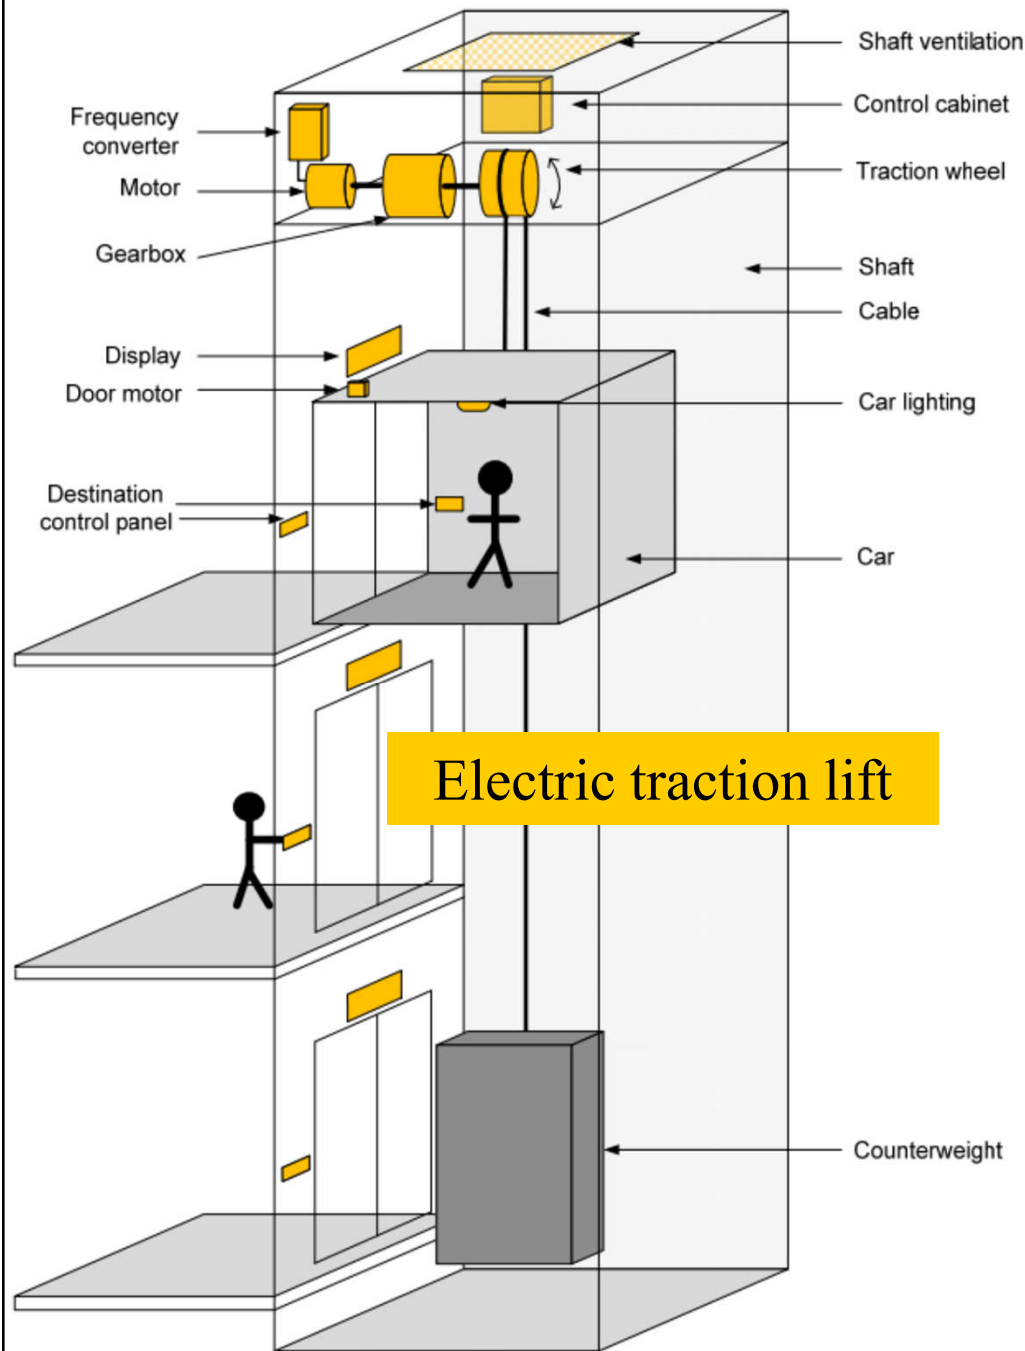 Shaft ventilation
Control cabinet
Frequency
converter
Traction wheel
Motor
Gearbox
Shaft
Cable
Display
Door motor
Car lighting
Destination
control panel
Car
Electric traction lift
Counterweight